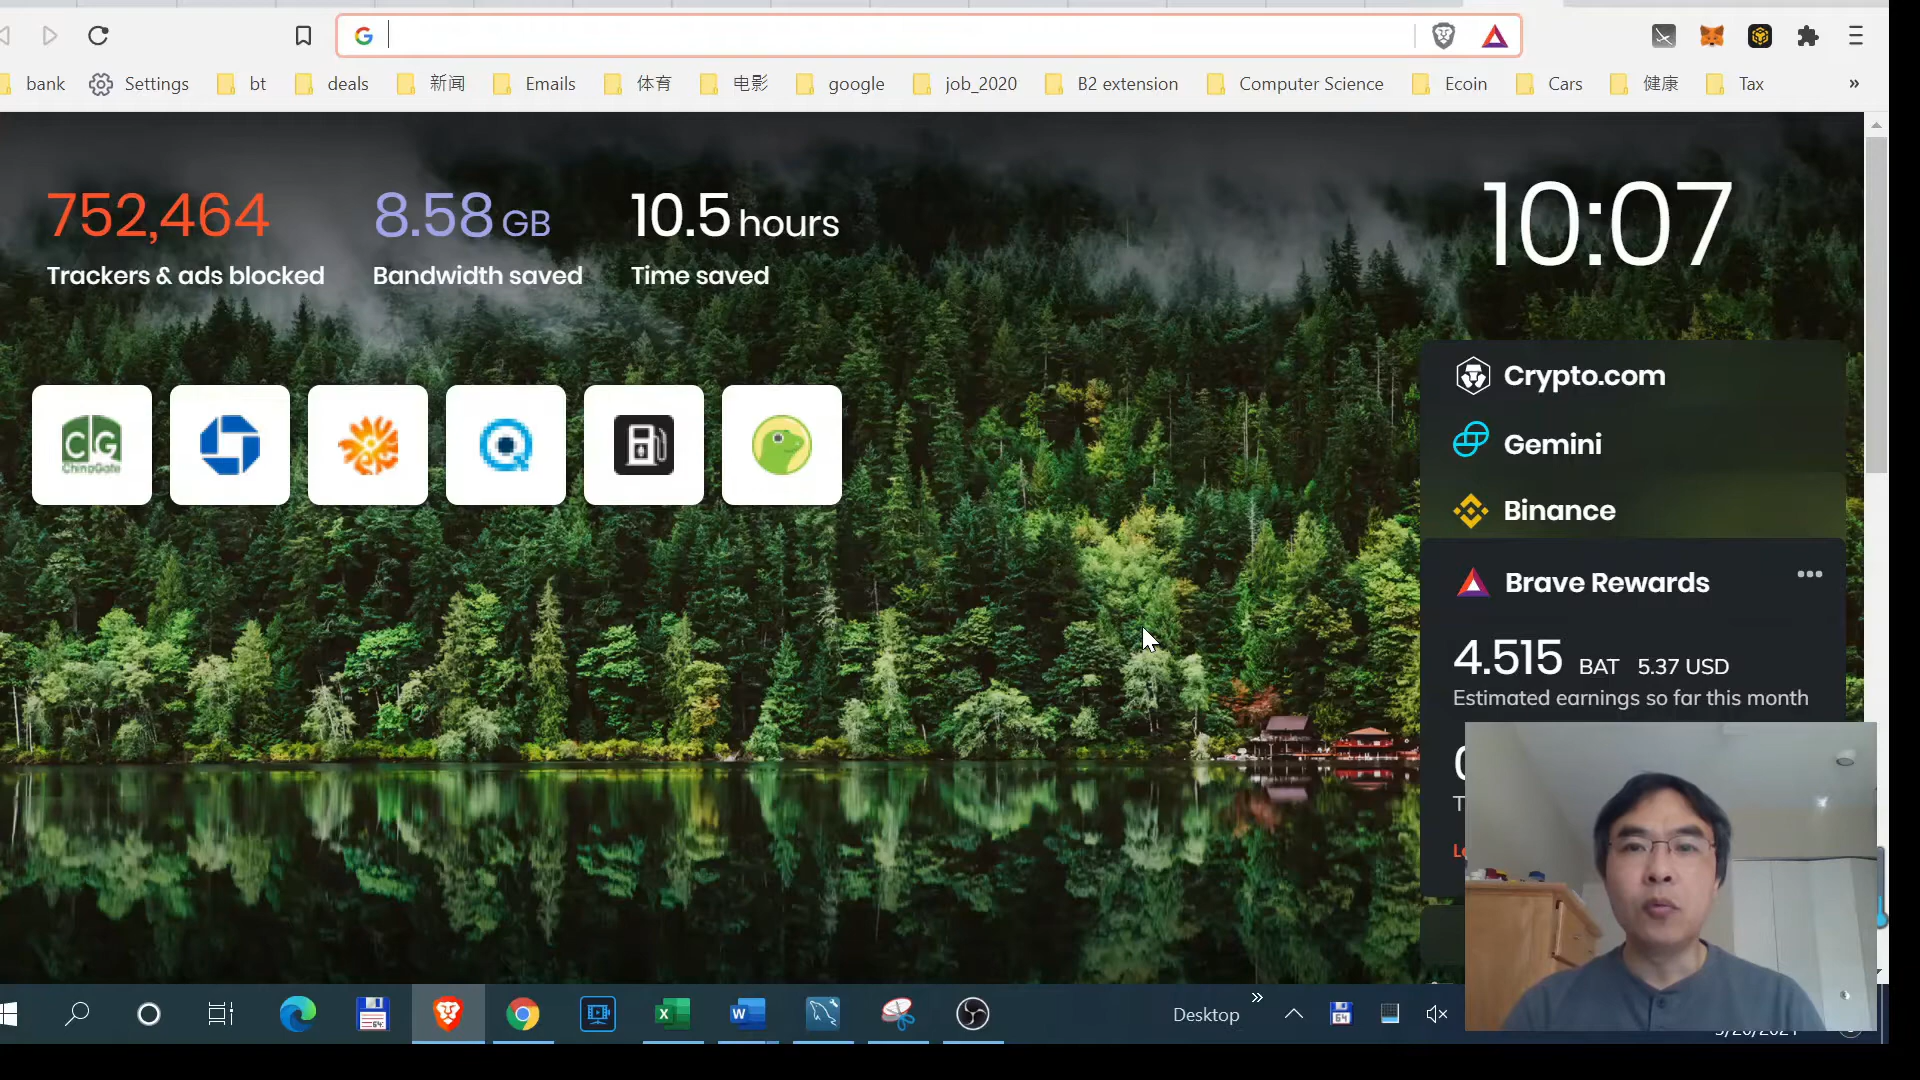 bank Settings bt deals 新闻 Emails 体育 电影 google job_2020 B2 extension Computer Science Ecoin Cars 健康 Tax »
752,464
Trackers & ads blocked
8.58 GB
Bandwidth saved
10.5 hours
Time saved
10:07
CG
ChinaGate
Crypto.com
Gemini
Binance
Brave Rewards
4.515 BAT 5.37 USD
Estimated earnings so far this month
Desktop